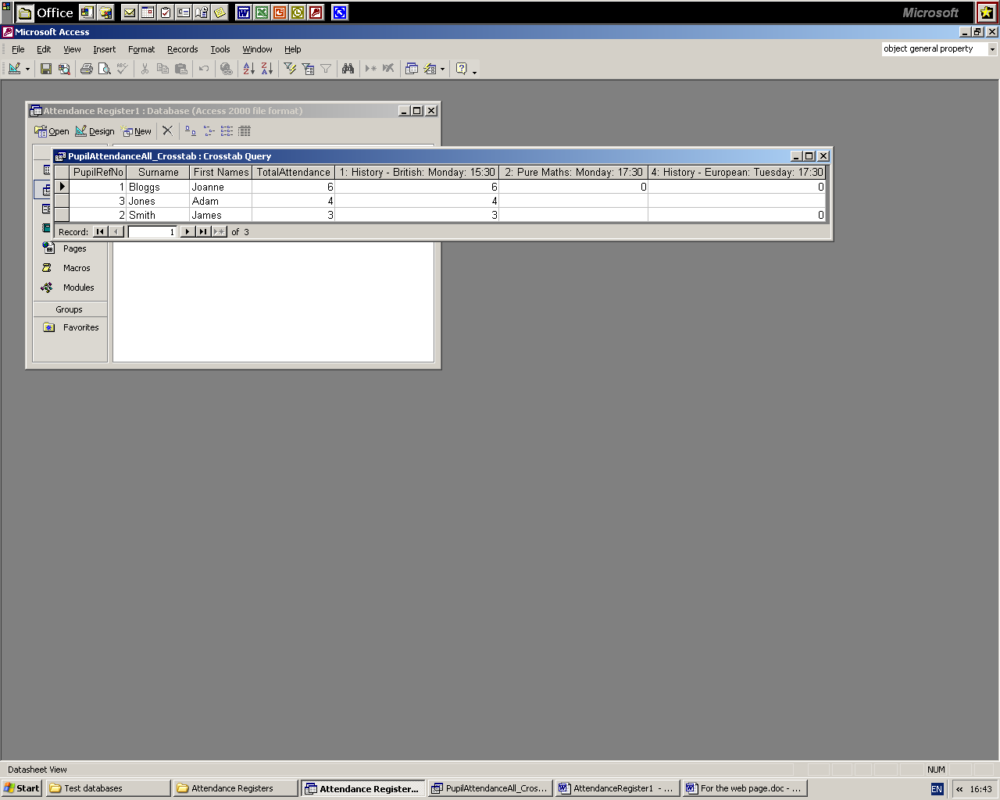 Office Microsoft
Microsoft Access
File Edit View Insert Format Records Tools Window Help object general property
Attendance Register1 : Database (Access 2000 file format)
Open Design New
PupilAttendanceAll_Crosstab : Crosstab Query
PupilRefNo Surname First Names TotalAttendance 1: History - British: Monday: 15:30 2: Pure Maths: Monday: 17:30 4: History - European: Tuesday: 17:30
1 Bloggs Joanne 6 6 0 0
3 Jones Adam 4 4
2 Smith James 3 3 0
Record: 1 of 3
Pages
Macros
Modules
Groups
Favorites
Datasheet View NUM
Start Test databases Attendance Registers Attendance Register... PupilAttendanceAll_Cros... AttendanceRegister1 - ... For the web page.doc - ... EN « 16:43